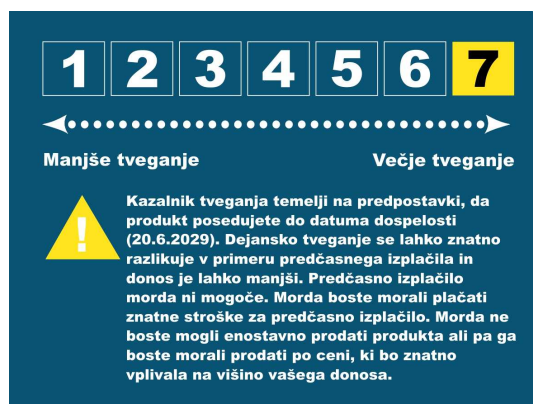 1 2 3 4 5 6 7
Manjše tveganje Večje tveganje
Kazalnik tveganja temelji na predpostavki, da
produkt posedujete do datuma dospelosti
(20.6.2029). Dejansko tveganje se lahko znatno
razlikuje v primeru predčasnega izplačila in
donos je lahko manjši. Predčasno izplačilo
morda ni mogoče. Morda boste morali plačati
znatne stroške za predčasno izplačilo. Morda ne
boste mogli enostavno prodati produkta ali pa ga
boste morali prodati po ceni, ki bo znatno
vplivala na višino vašega donosa.